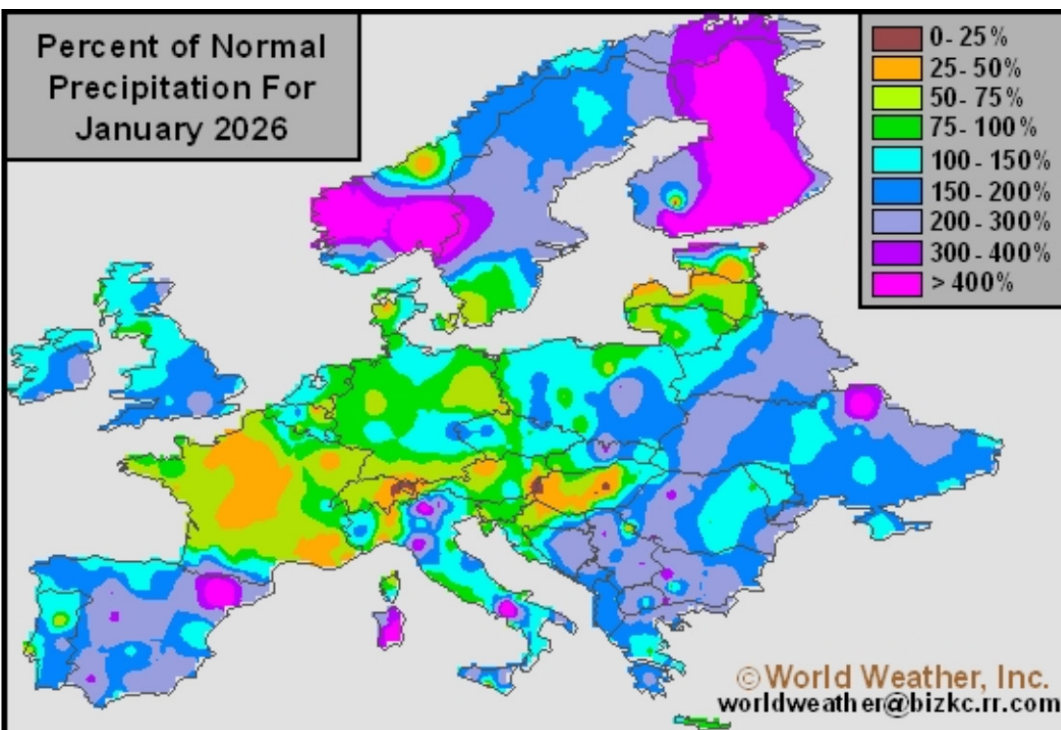 Percent of Normal
Precipitation For
January 2026
0-25%
25-50%
50-75%
75-100%
100-150%
150-200%
200-300%
300-400%
> 400%
©World Weather, Inc.
worldweather@bizkc.rr.com